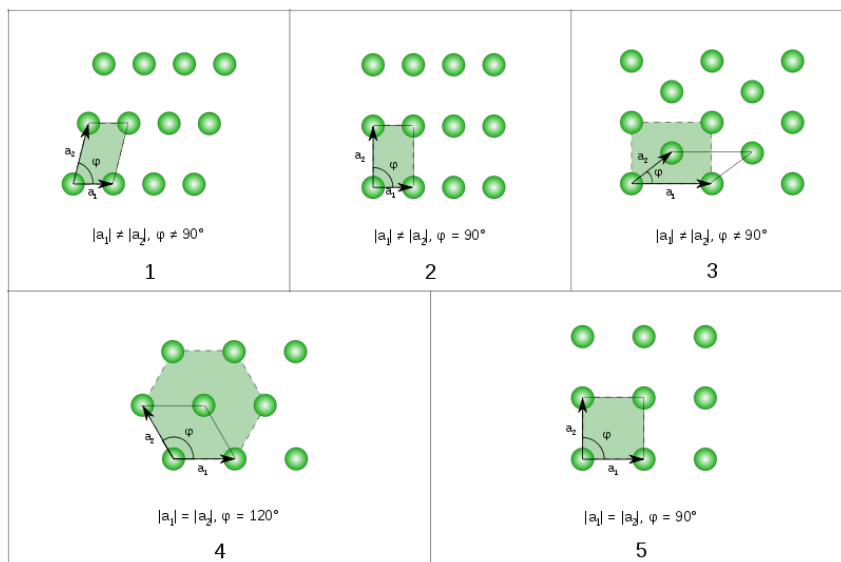 a₂
φ
a₁
|a₁| ≠ |a₂|, φ ≠ 90°
1
a₂
φ
a₁
|a₁| ≠ |a₂|, φ = 90°
2
a₂
φ
a₁
|a₁| ≠ |a₂|, φ ≠ 90°
3
a₂
φ
a₁
|a₁| = |a₂|, φ = 120°
4
a₂
φ
a₁
|a₁| = |a₂|, φ = 90°
5